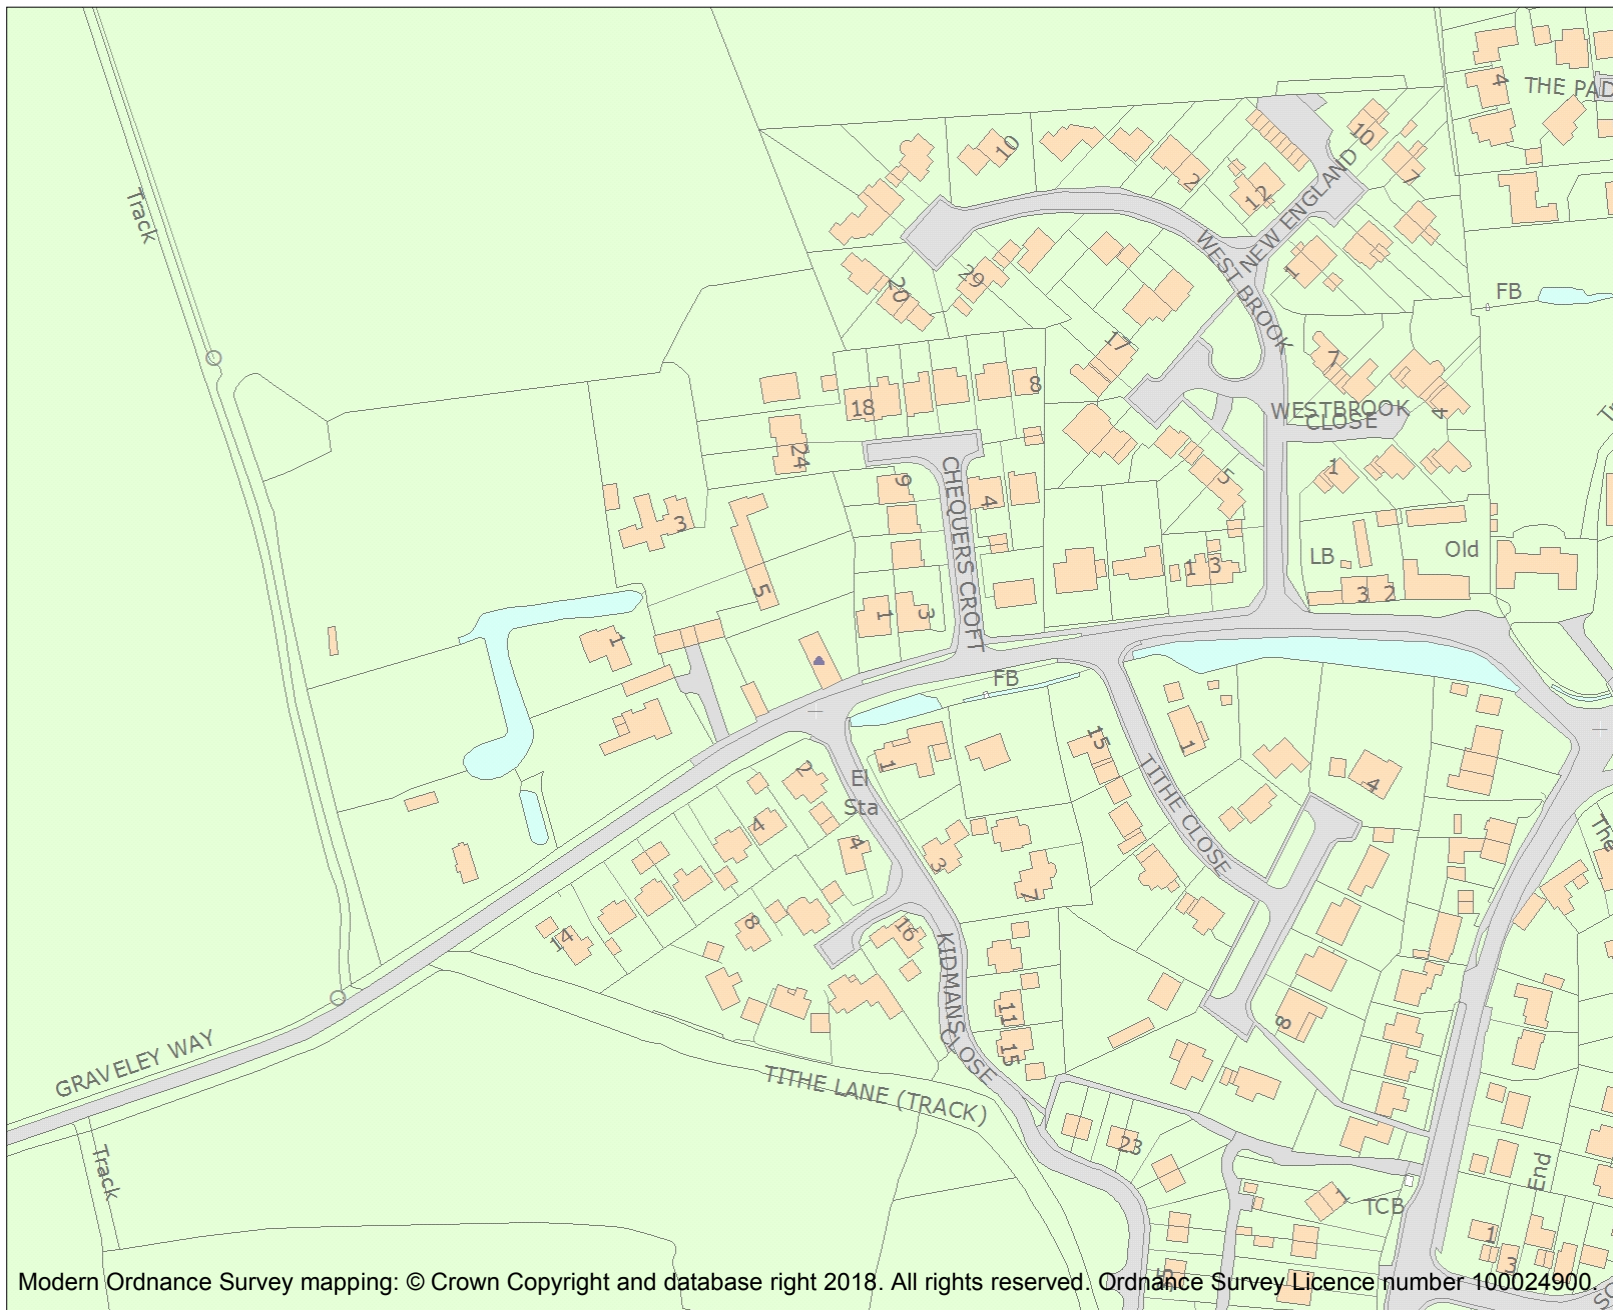 4
THE PAD
10
10
Track
2
12
7
NEW ENGLAND
WEST BROOK
1
29
20
FB
17
7
8
18
WESTBROOK
CLOSE
4
24
1
CHEQUERS CROFT
9
4
5
3
LB
Old
1
3
5
3
2
1
3
1
FB
15
1
TITHE CLOSE
1
2
El
Sta
4
4
4
The
3
7
8
16
14
KIDMANS
CLOSE
11
8
15
GRAVELEY WAY
TITHE LANE (TRACK)
23
Track
End
1
TCB
1
3
Modern Ordnance Survey mapping: © Crown Copyright and database right 2018. All rights reserved. Ordnance Survey Licence number 100024900.